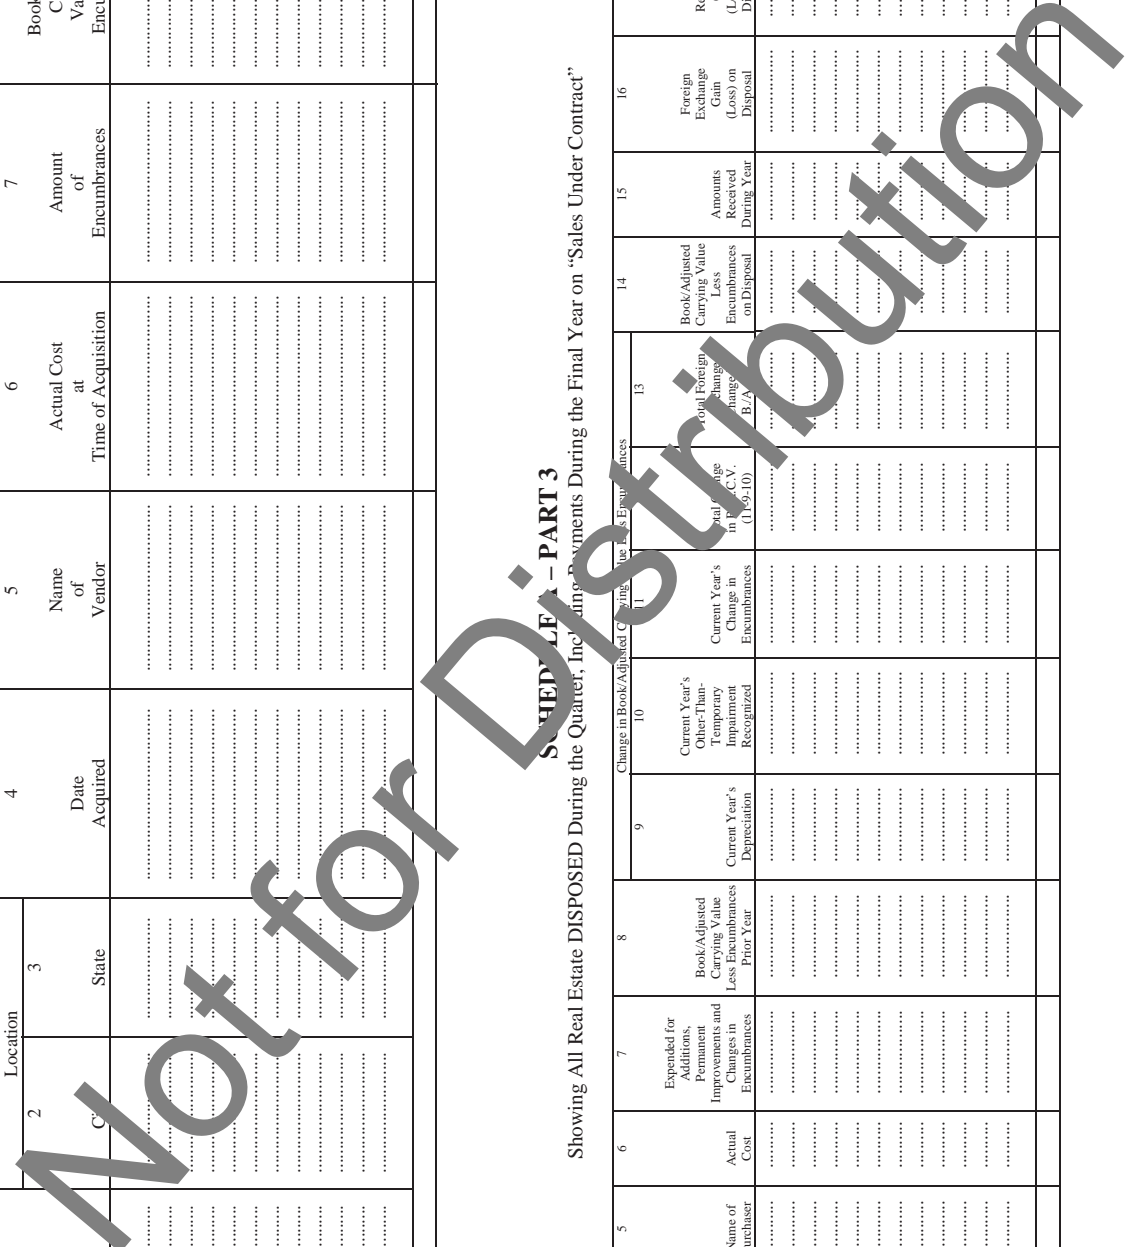 Location
2
3
State
4
Date
Acquired
5
Name
of
Vendor
6
Actual Cost
at
Time of Acquisition
7
Amount
of
Encumbrances
Book
– PART 3
Showing All Real Estate DISPOSED During the Quarter, Including Payments During the Final Year on “Sales Under Contract”
5
Name of
6
Actual
Cost
7
Expended for
Additions,
Permanent
Improvements and
Changes in
Encumbrances
8
Book/Adjusted
Carrying Value
Less Encumbrances
Prior Year
Change in Book/Adjusted Carrying Value Less Encumbrances
9
Current Year’s
Depreciation
10
Current Year’s
Other-Than-
Temporary
Impairment
Recognized
11
Current Year’s
Change in
Encumbrances
Total Change
in
(11-9-10)
13
Total Foreign
14
Book/Adjusted
Carrying Value
Less
Encumbrances
on Disposal
15
Amounts
Received
During Year
16
Foreign
Exchange
Gain
(Loss) on
Disposal
Not for Distribution